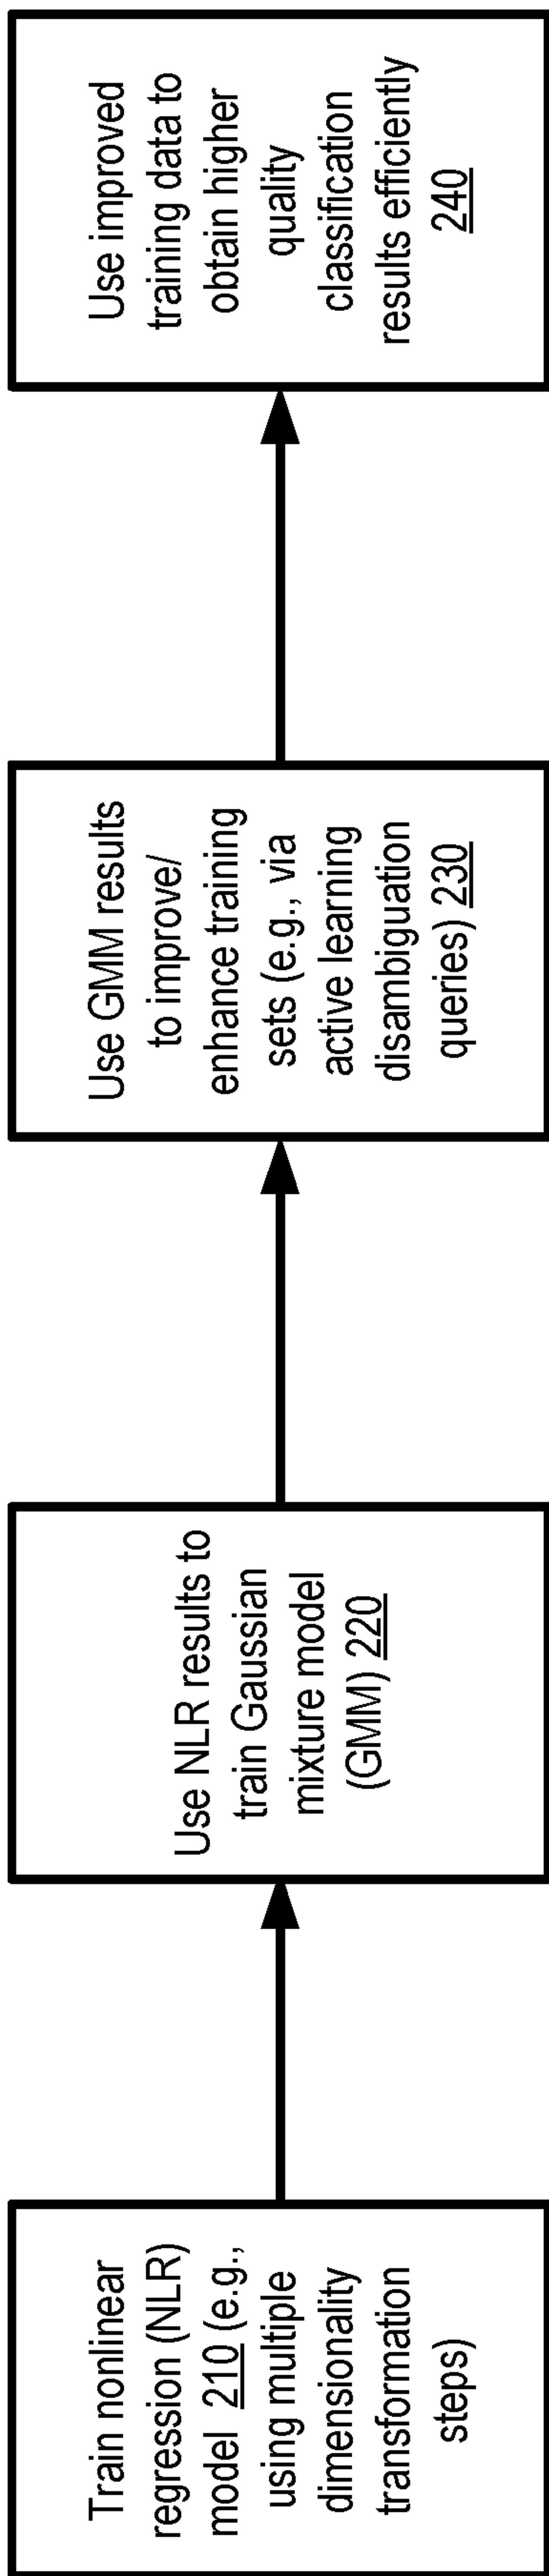 Train nonlinear
regression (NLR)
model 210 (e.g.,
using multiple
dimensionality
transformation
steps)
Use NLR results to
train Gaussian
mixture model
(GMM) 220
Use GMM results
to improve/
enhance training
sets (e.g., via
active learning
disambiguation
queries) 230
Use improved
training data to
obtain higher
quality
classification
results efficiently
240